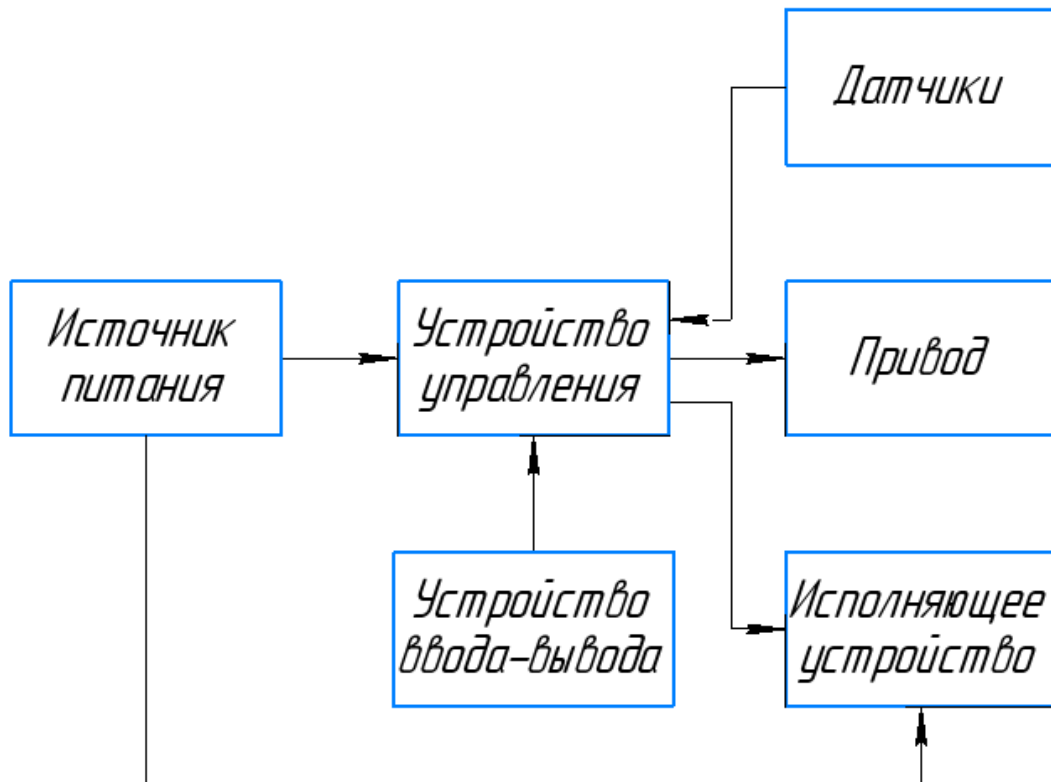 Датчики
Источник
питания
Устройство
управления
Привод
Устройство
ввода-вывода
Исполняющее
устройство